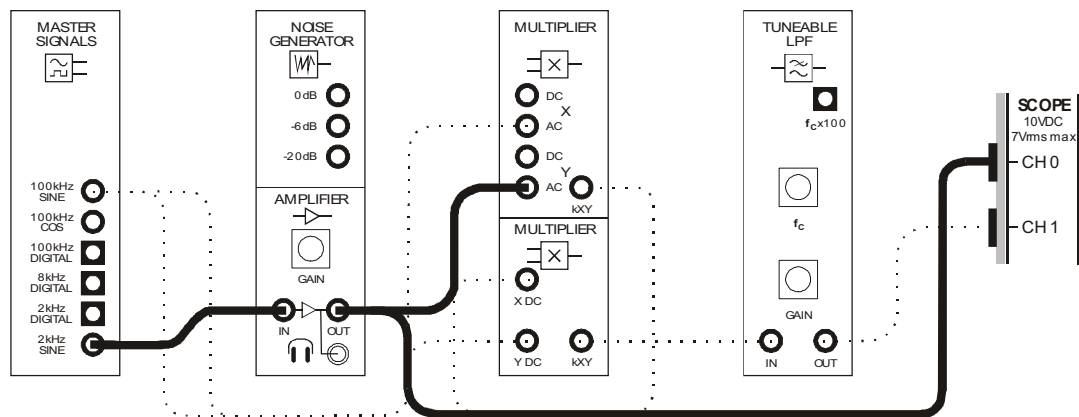 MASTER
SIGNALS
100kHz
SINE
100kHz
COS
100kHz
DIGITAL
8kHz
DIGITAL
2kHz
DIGITAL
2kHz
SINE
NOISE
GENERATOR
0dB
-6dB
-20dB
AMPLIFIER
GAIN
IN
OUT
MULTIPLIER
DC
X
AC
DC
Y
AC
kXY
MULTIPLIER
X DC
Y DC
kXY
TUNEABLE
LPF
fC x100
fC
GAIN
IN
OUT
SCOPE
10VDC
7Vrms max
CH 0
CH 1